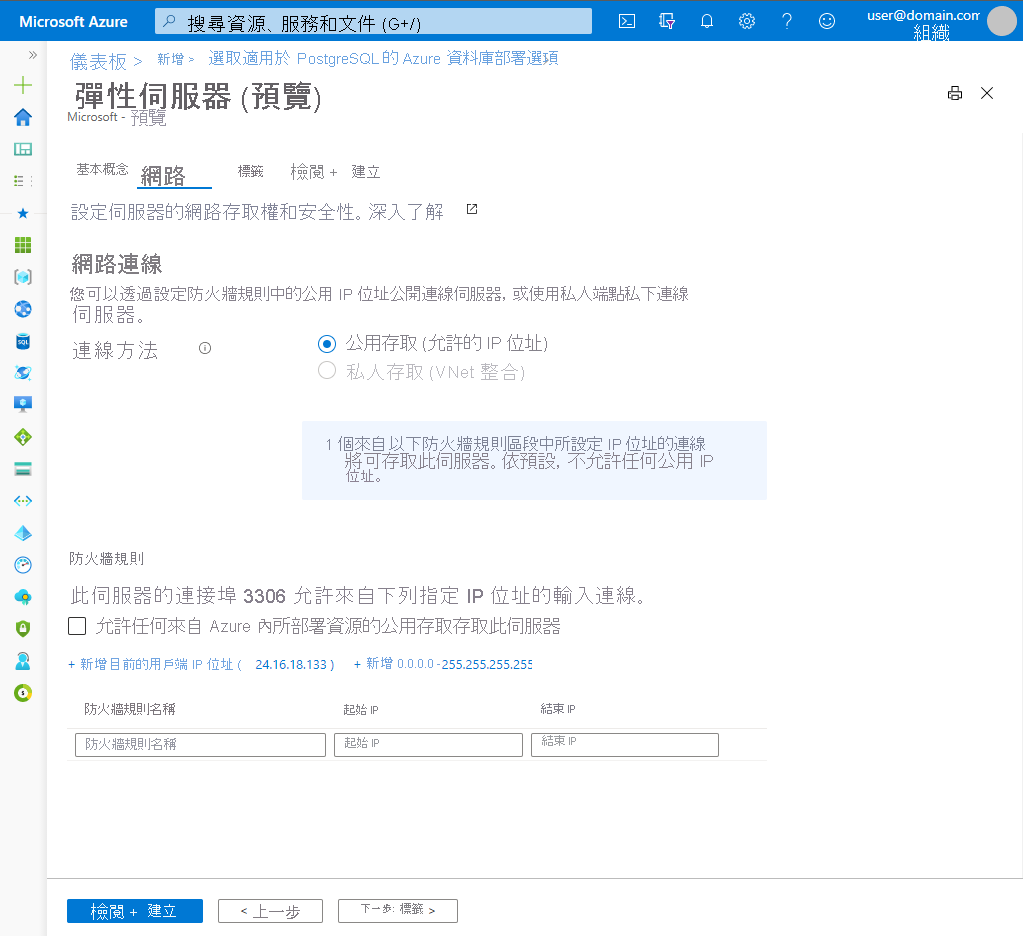 Microsoft Azure
搜尋資源、服務和文件 (G+/)
user@domain.com
組織
儀表板 > 新增 > 選取適用於 PostgreSQL的Azure 資料庫部署選項
彈性伺服器 (預覽)
Microsoft - 預覽
基本概念 網路 標籤 檢閱 + 建立
設定伺服器的網路存取權和安全性。深入了解
網路連線
您可以透過設定防火牆規則中的公用 IP 位址公開連線伺服器, 或使用私人端點私下連線
伺服器。
連線方法
公用存取 (允許的 IP 位址)
私人存取 (VNet 整合)
1 個來自以下防火牆規則區段中所設定 IP 位址的連線
將可存取此伺服器。依預設, 不允許任何公用 IP
位址。
防火牆規則
此伺服器的連接埠 3306 允許來自下列指定 IP 位址的輸入連線。
允許任何來自 Azure 內所部署資源的公用存取存取此伺服器
+ 新增目前的用戶端 IP 位址 ( 24.16.18.133 ) + 新增 0.0.0.0 - 255.255.255.255
防火牆規則名稱 起始 IP 結束 IP
防火牆規則名稱 起始 IP 結束 IP
檢閱 + 建立 < 上一步 下一步: 標籤 >